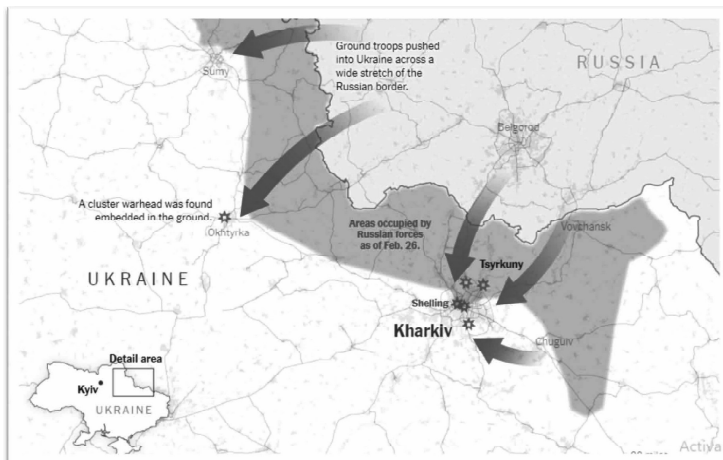 Ground troops pushed
into Ukraine across a
wide stretch of the
Russian border.
RUSSIA
Sumy
Belgorod
A cluster warhead was found
embedded in the ground.
Okhtyrka
Areas occupied by
Russian forces
as of Feb. 26.
Vovchansk
Tsyrkuny
UKRAINE
Shelling
Kharkiv
Chuguiv
Detail area
Kyiv
UKRAINE
Activa